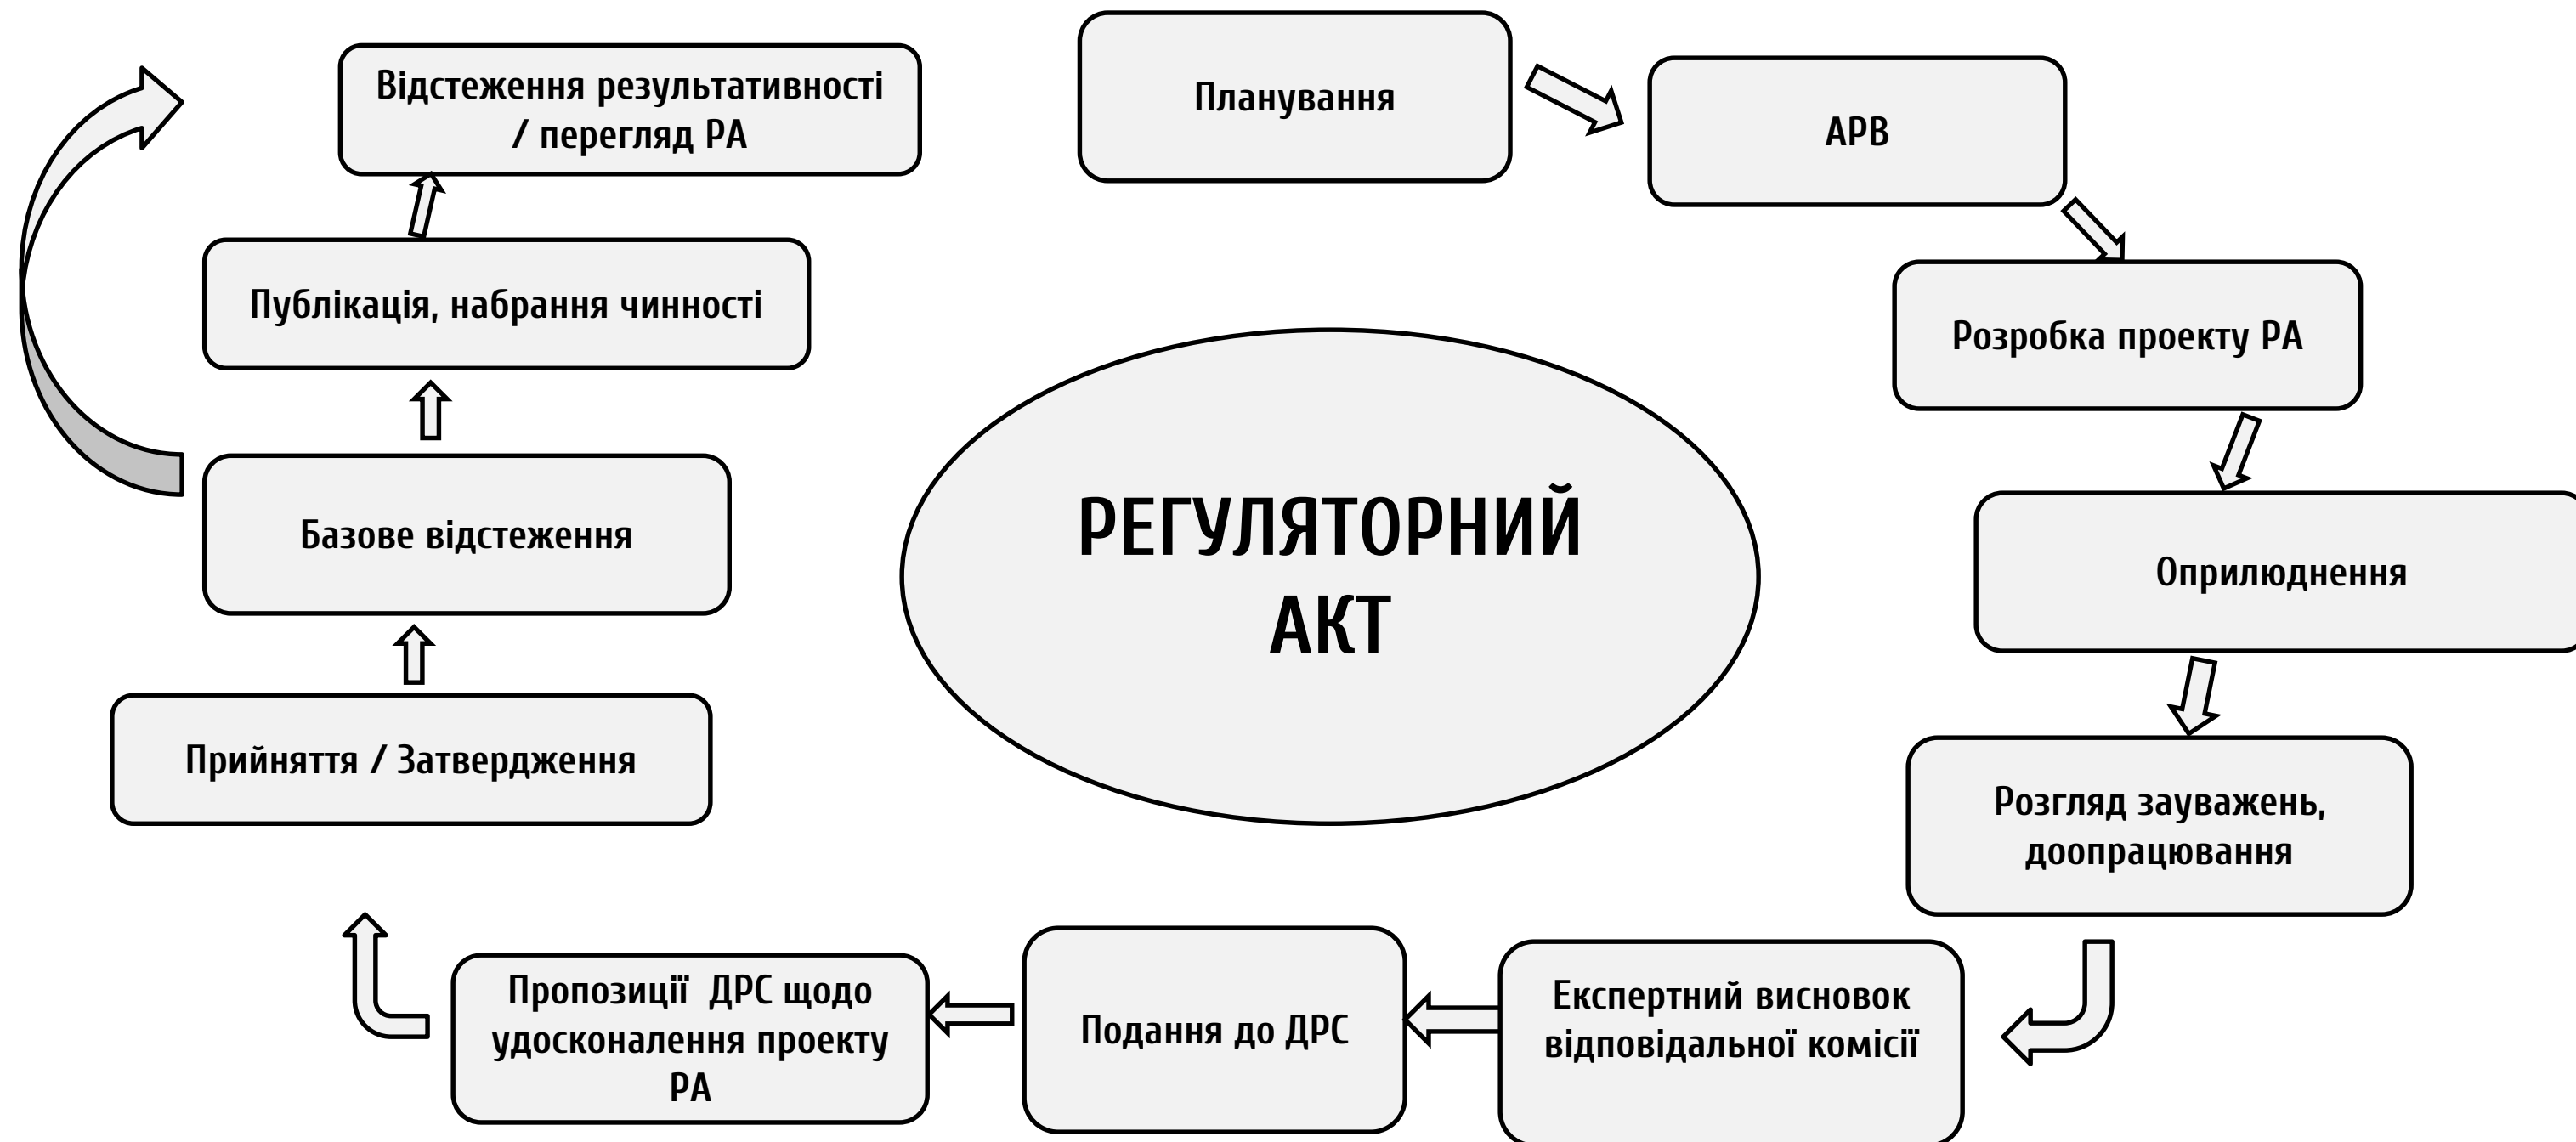 Планування
АРВ
Розробка проекту РА
Оприлюднення
Розгляд зауважень,
доопрацювання
Експертний висновок
відповідальної комісії
Подання до ДРС
Пропозиції  ДРС щодо
удосконалення проекту
РА
Прийняття / Затвердження
Базове відстеження
Публікація, набрання чинності
Відстеження результативності
/ перегляд РА
РЕГУЛЯТОРНИЙ
АКТ